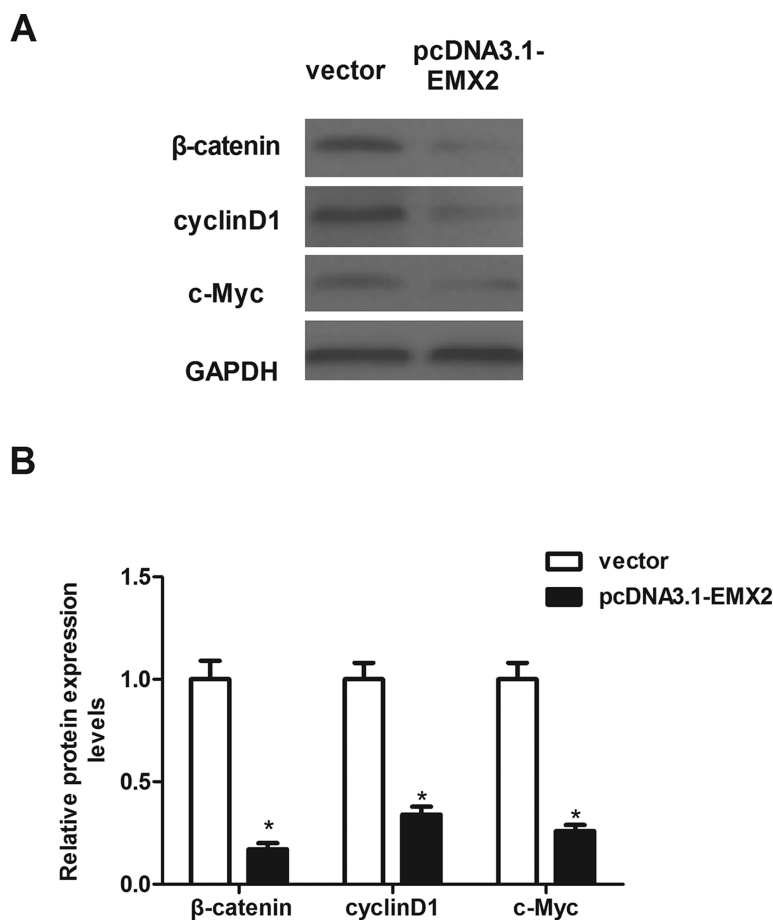 A
vector
pcDNA3.1-
EMX2
β-catenin
cyclinD1
c-Myc
GAPDH
B
vector
pcDNA3.1-EMX2
Relative protein expression
levels
1.5
1.0
0.5
0.0
*
*
*
β-catenin
cyclinD1
c-Myc